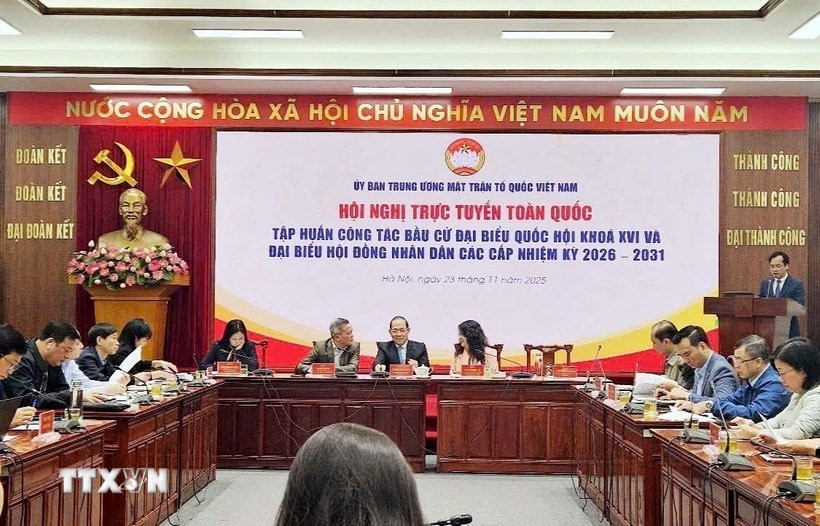 NƯỚC CỘNG HÒA XÃ HỘI CHỦ NGHĨA VIỆT NAM MUÔN NĂM
ĐOÀN KẾT
ĐOÀN KẾT
ĐẠI ĐOÀN KẾT
ỦY BAN TRUNG ƯƠNG MẶT TRẬN TỔ QUỐC VIỆT NAM
HỘI NGHỊ TRỰC TUYẾN TOÀN QUỐC
TẬP HUẤN CÔNG TÁC BẦU CỬ ĐẠI BIỂU QUỐC HỘI KHOÁ XVI VÀ
ĐẠI BIỂU HỘI ĐỒNG NHÂN DÂN CÁC CẤP NHIỆM KỲ 2026 – 2031
Hà Nội, ngày 23 tháng 11 năm 2025
THÀNH CÔNG
THÀNH CÔNG
ĐẠI THÀNH CÔNG
TTXVN